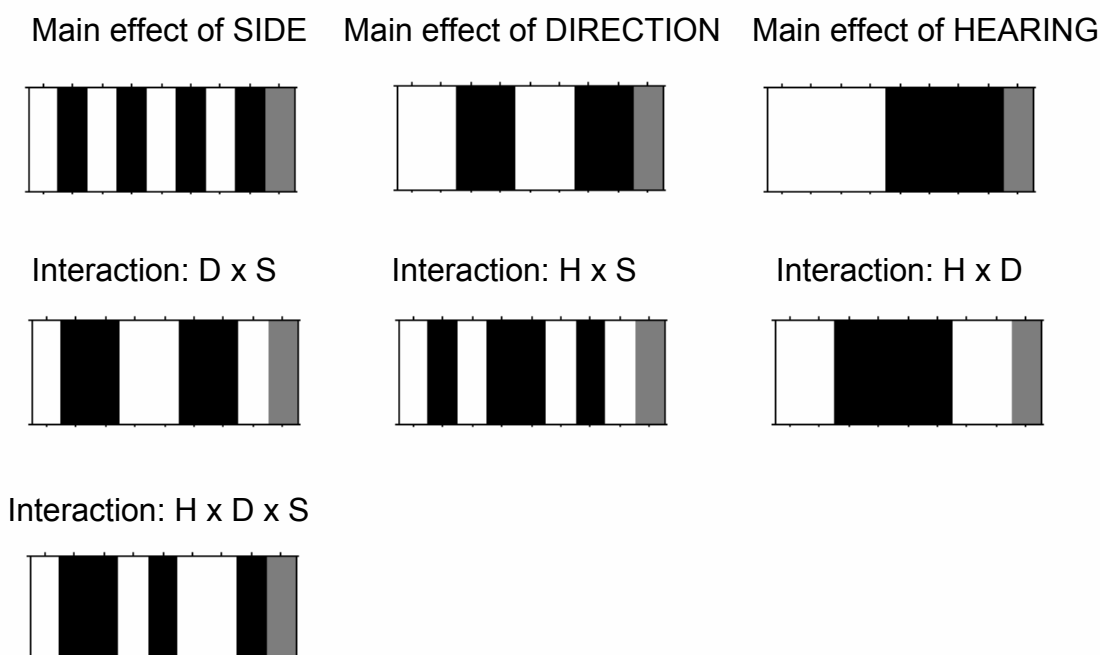 Main effect of SIDE
Main effect of DIRECTION
Main effect of HEARING
Interaction: D x S
Interaction: H x S
Interaction: H x D
Interaction: H x D x S